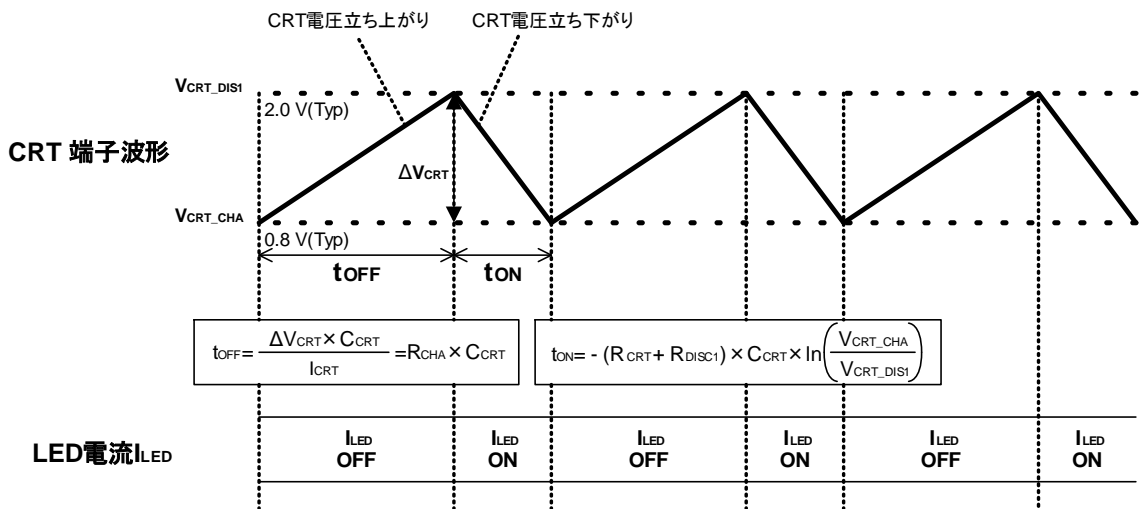 CRT電圧立ち上がり CRT電圧立ち下がり
VCRT_DIS1
2.0 V(Typ)
CRT 端子波形
ΔVCRT
VCRT_CHA
0.8 V(Typ)
tOFF tON
tOFF= ΔVCRT × CCRT / ICRT =RCHA × CCRT
tON= - (RCRT+ RDISC1) × CCRT × ln(VCRT_CHA / VCRT_DIS1)
LED電流ILED
ILED OFF
ILED ON
ILED OFF
ILED ON
ILED OFF
ILED ON